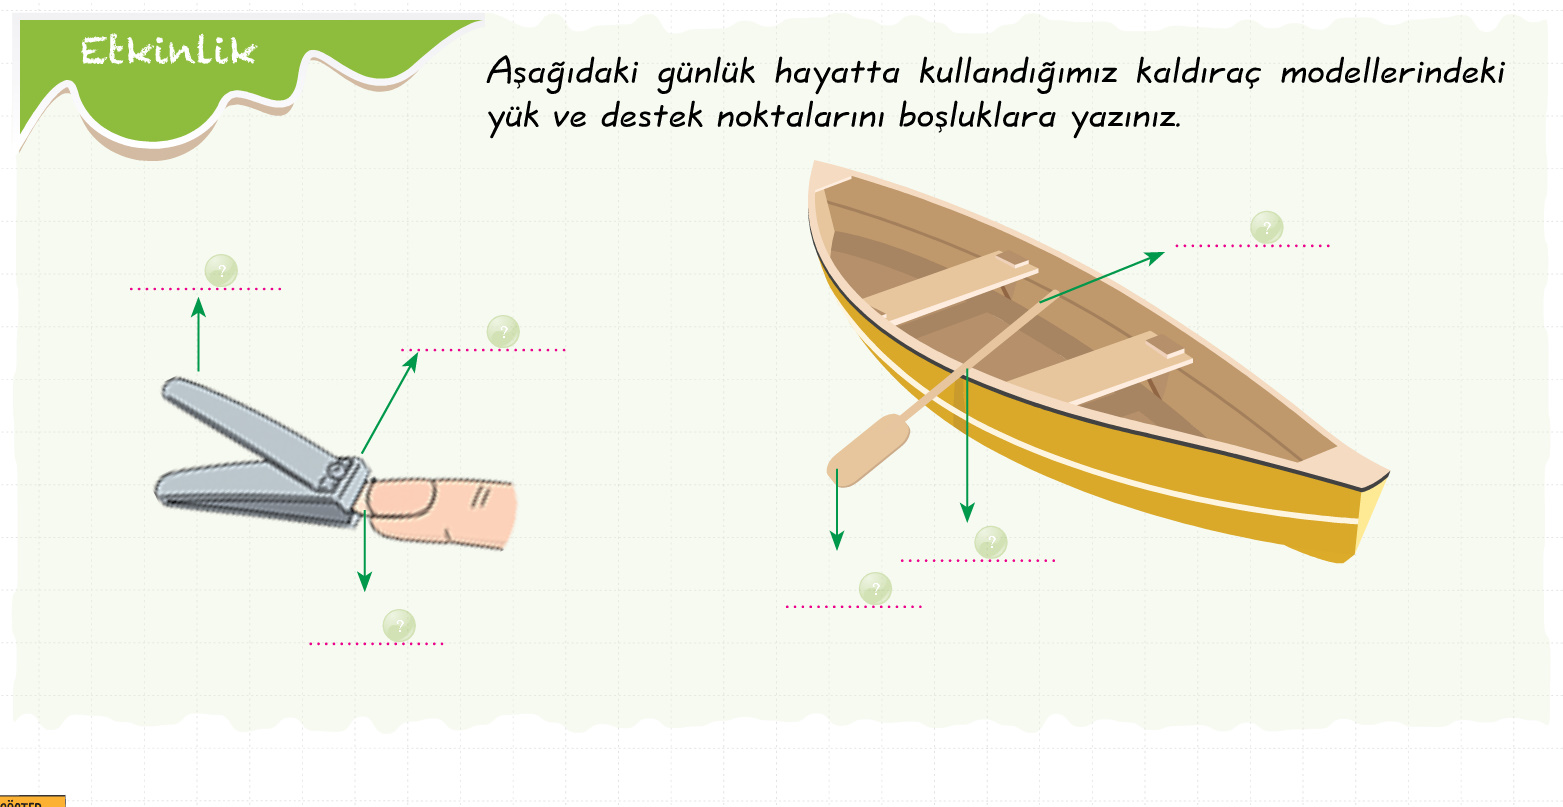 Etkinlik
Aşağıdaki günlük hayatta kullandığımız kaldıraç modellerindeki
yük ve destek noktalarını boşluklara yazınız.
?
?
?
?
?
?